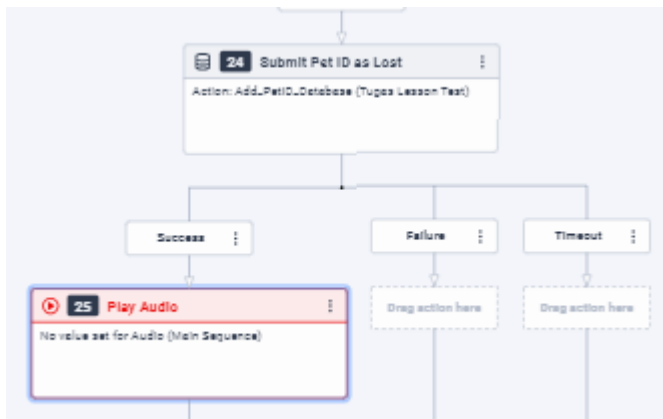 24 Submit Pet ID as Lost
Action: Add_PetID_Database (Tugas Lesson Test)
Success
Failure
Timeout
25 Play Audio
Drag action here
Drag action here
No value set for Audio (Main Sequence)